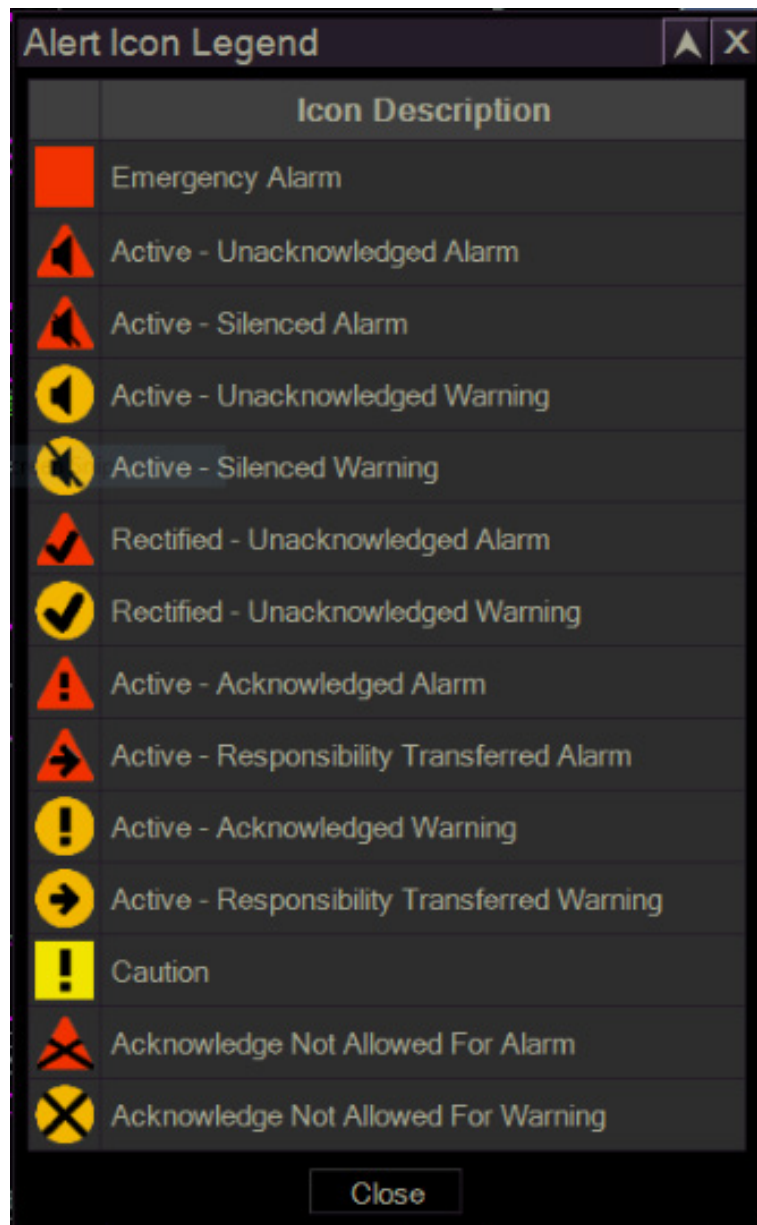 Alert Icon Legend
X
Icon Description
Emergency Alarm
Active - Unacknowledged Alarm
Active - Silenced Alarm
Active - Unacknowledged Warning
Active - Silenced Warning
Rectified - Unacknowledged Alarm
Rectified - Unacknowledged Warning
Active - Acknowledged Alarm
Active - Responsibility Transferred Alarm
Active - Acknowledged Warning
Active - Responsibility Transferred Warning
Caution
Acknowledge Not Allowed For Alarm
Acknowledge Not Allowed For Warning
Close